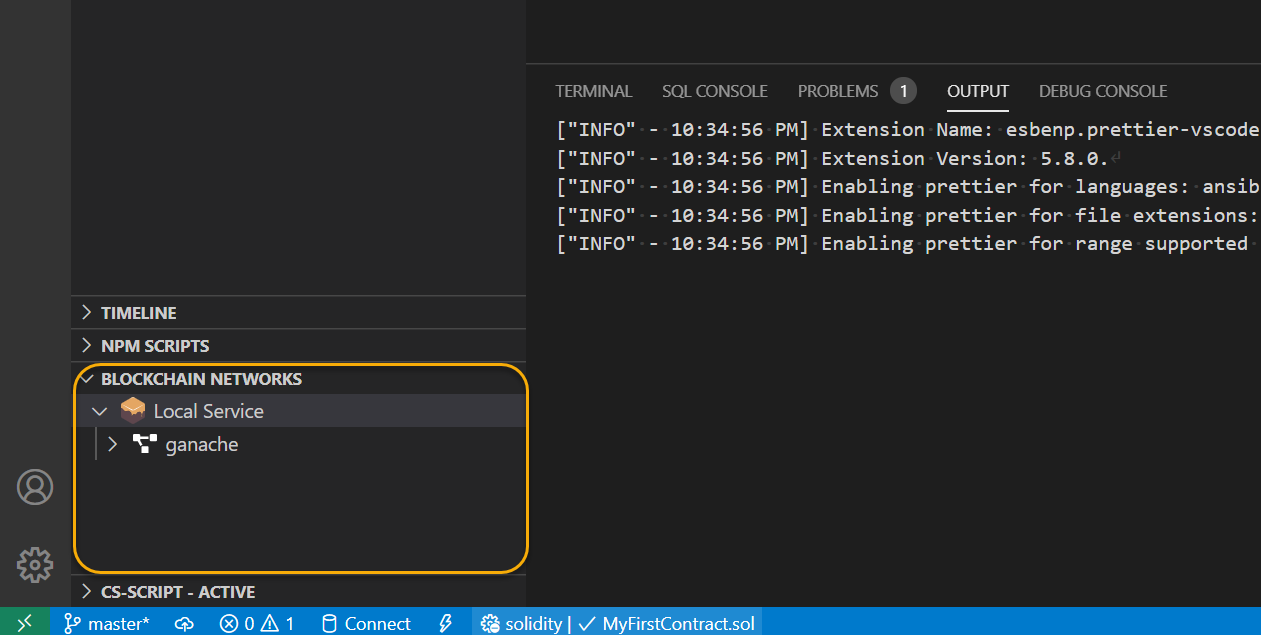 TERMINAL SQL CONSOLE PROBLEMS 1 OUTPUT DEBUG CONSOLE
["INFO" - 10:34:56 PM] Extension Name: esbenp.prettier-vscode
["INFO" - 10:34:56 PM] Extension Version: 5.8.0.
["INFO" - 10:34:56 PM] Enabling prettier for languages: ansib
["INFO" - 10:34:56 PM] Enabling prettier for file extensions:
["INFO" - 10:34:56 PM] Enabling prettier for range supported
TIMELINE
NPM SCRIPTS
BLOCKCHAIN NETWORKS
Local Service
ganache
CS-SCRIPT - ACTIVE
master* 0 1 Connect solidity | MyFirstContract.sol